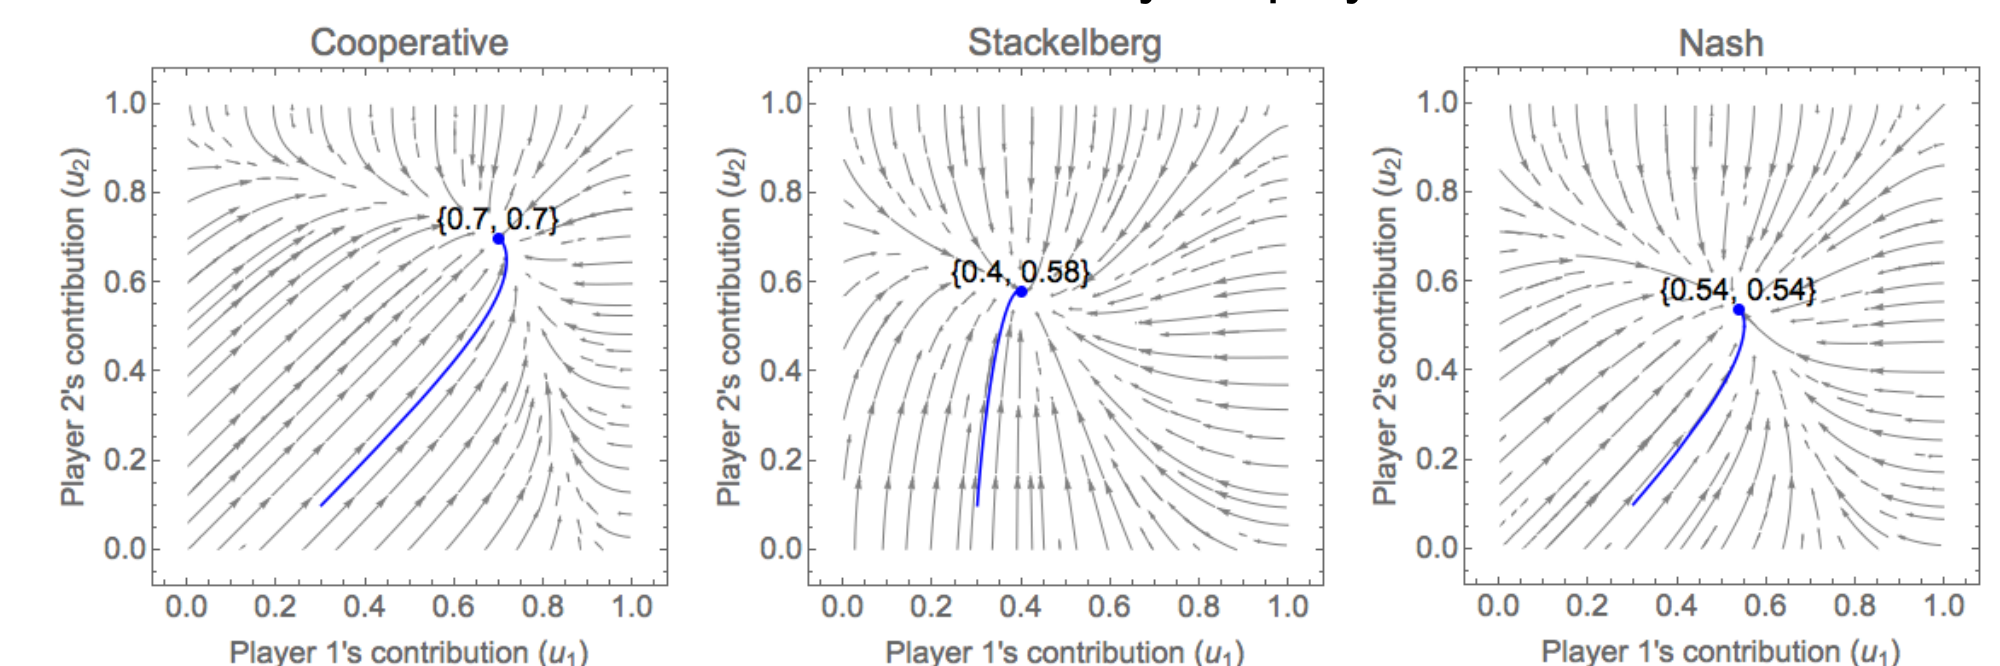 Cooperative
1.0
0.8
0.6
0.4
0.2
0.0
Player 2's contribution (u2)
{0.7, 0.7}
0.0 0.2 0.4 0.6 0.8 1.0
Player 1's contribution (u1)
Stackelberg
1.0
0.8
0.6
0.4
0.2
0.0
Player 2's contribution (u2)
{0.4, 0.58}
0.0 0.2 0.4 0.6 0.8 1.0
Player 1's contribution (u1)
Nash
1.0
0.8
0.6
0.4
0.2
0.0
Player 2's contribution (u2)
{0.54, 0.54}
0.0 0.2 0.4 0.6 0.8 1.0
Player 1's contribution (u1)